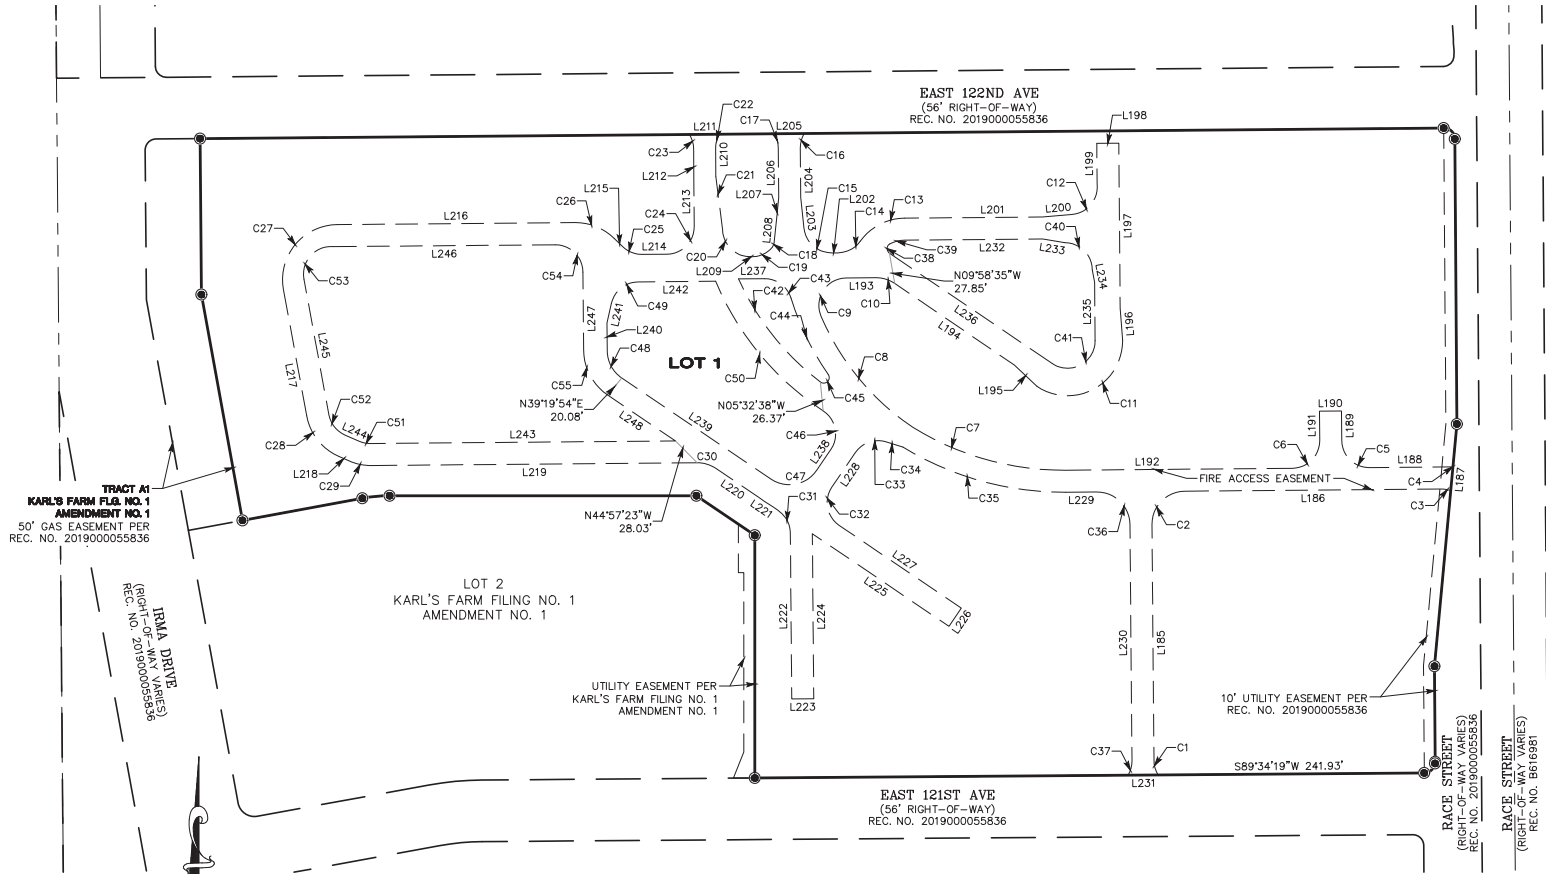 EAST 122ND AVE
(56' RIGHT-OF-WAY)
REC. NO. 2019000055836
L198
C22
C17
L205
L211
C23
C16
L212
L210
L206
L204
L199
C21
C15
L202
C14
C13
C12
L215
L207
L213
L216
C26
C24
C25
L208
L203
L201
L200
L197
C27
C40
L214
C20
C18
C39
L232
L233
L246
C19
C38
C54
C53
L209
L237
C43
N09°58'35"W
27.85'
L234
L242
C42
L193
C10
C49
C9
C44
L247
L241
L240
L236
L235
L196
L194
L245
C48
LOT 1
C50
C8
C41
L217
C55
N39°19'54"E
20.08'
N05°32'38"W
26.37'
C45
L195
C11
C52
C51
L248
L239
L190
L191
L189
C28
L244
L243
C46
C7
L238
C34
C6
C5
L218
C29
L219
C30
C47
L228
C33
C35
L192
L188
L187
C4
FIRE ACCESS EASEMENT
TRACT A1
KARL'S FARM FLG. NO. 1
AMENDMENT NO. 1
50' GAS EASEMENT PER
REC. NO. 2019000055836
L220
L221
C31
C32
L229
C36
C2
L186
C3
N44°57'23"W
28.03'
L227
L225
L226
L222
L224
L230
L185
LOT 2
KARL'S FARM FILING NO. 1
AMENDMENT NO. 1
IRMA DRIVE
(RIGHT-OF-WAY VARIES)
REC. NO. 2019000055836
UTILITY EASEMENT PER
KARL'S FARM FILING NO. 1
AMENDMENT NO. 1
L223
10' UTILITY EASEMENT PER
REC. NO. 2019000055836
C37
C1
L231
S89°34'19"W 241.93'
EAST 121ST AVE
(56' RIGHT-OF-WAY)
REC. NO. 2019000055836
RACE STREET
(RIGHT-OF-WAY VARIES)
REC. NO. 2019000055836
RACE STREET
(RIGHT-OF-WAY VARIES)
REC. NO. B616981